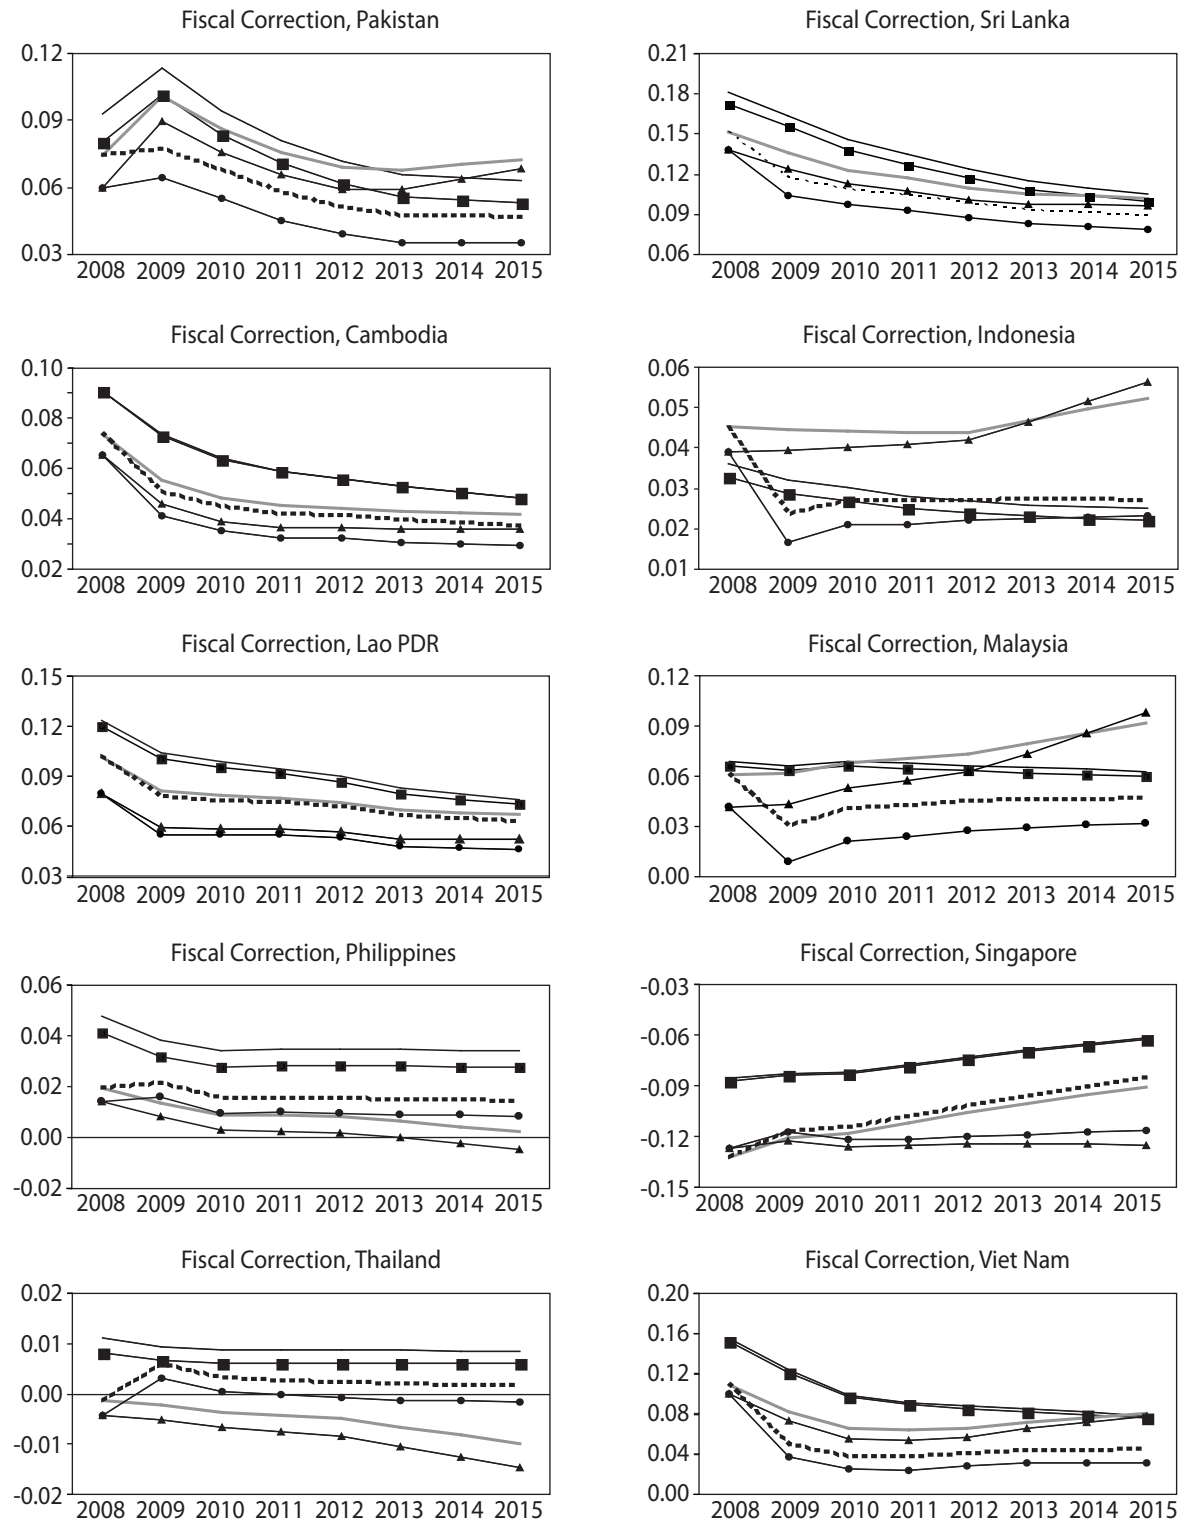 Fiscal Correction, Pakistan
0.12
0.09
0.06
0.03
2008 2009 2010 2011 2012 2013 2014 2015
Fiscal Correction, Sri Lanka
0.21
0.18
0.15
0.12
0.09
0.06
2008 2009 2010 2011 2012 2013 2014 2015
Fiscal Correction, Cambodia
0.10
0.08
0.06
0.04
0.02
2008 2009 2010 2011 2012 2013 2014 2015
Fiscal Correction, Indonesia
0.06
0.05
0.04
0.03
0.02
0.01
2008 2009 2010 2011 2012 2013 2014 2015
Fiscal Correction, Lao PDR
0.15
0.12
0.09
0.06
0.03
2008 2009 2010 2011 2012 2013 2014 2015
Fiscal Correction, Malaysia
0.12
0.09
0.06
0.03
0.00
2008 2009 2010 2011 2012 2013 2014 2015
Fiscal Correction, Philippines
0.06
0.04
0.02
0.00
-0.02
2008 2009 2010 2011 2012 2013 2014 2015
Fiscal Correction, Singapore
-0.03
-0.06
-0.09
-0.12
-0.15
2008 2009 2010 2011 2012 2013 2014 2015
Fiscal Correction, Thailand
0.02
0.01
0.00
-0.01
-0.02
2008 2009 2010 2011 2012 2013 2014 2015
Fiscal Correction, Viet Nam
0.20
0.16
0.12
0.08
0.04
0.00
2008 2009 2010 2011 2012 2013 2014 2015